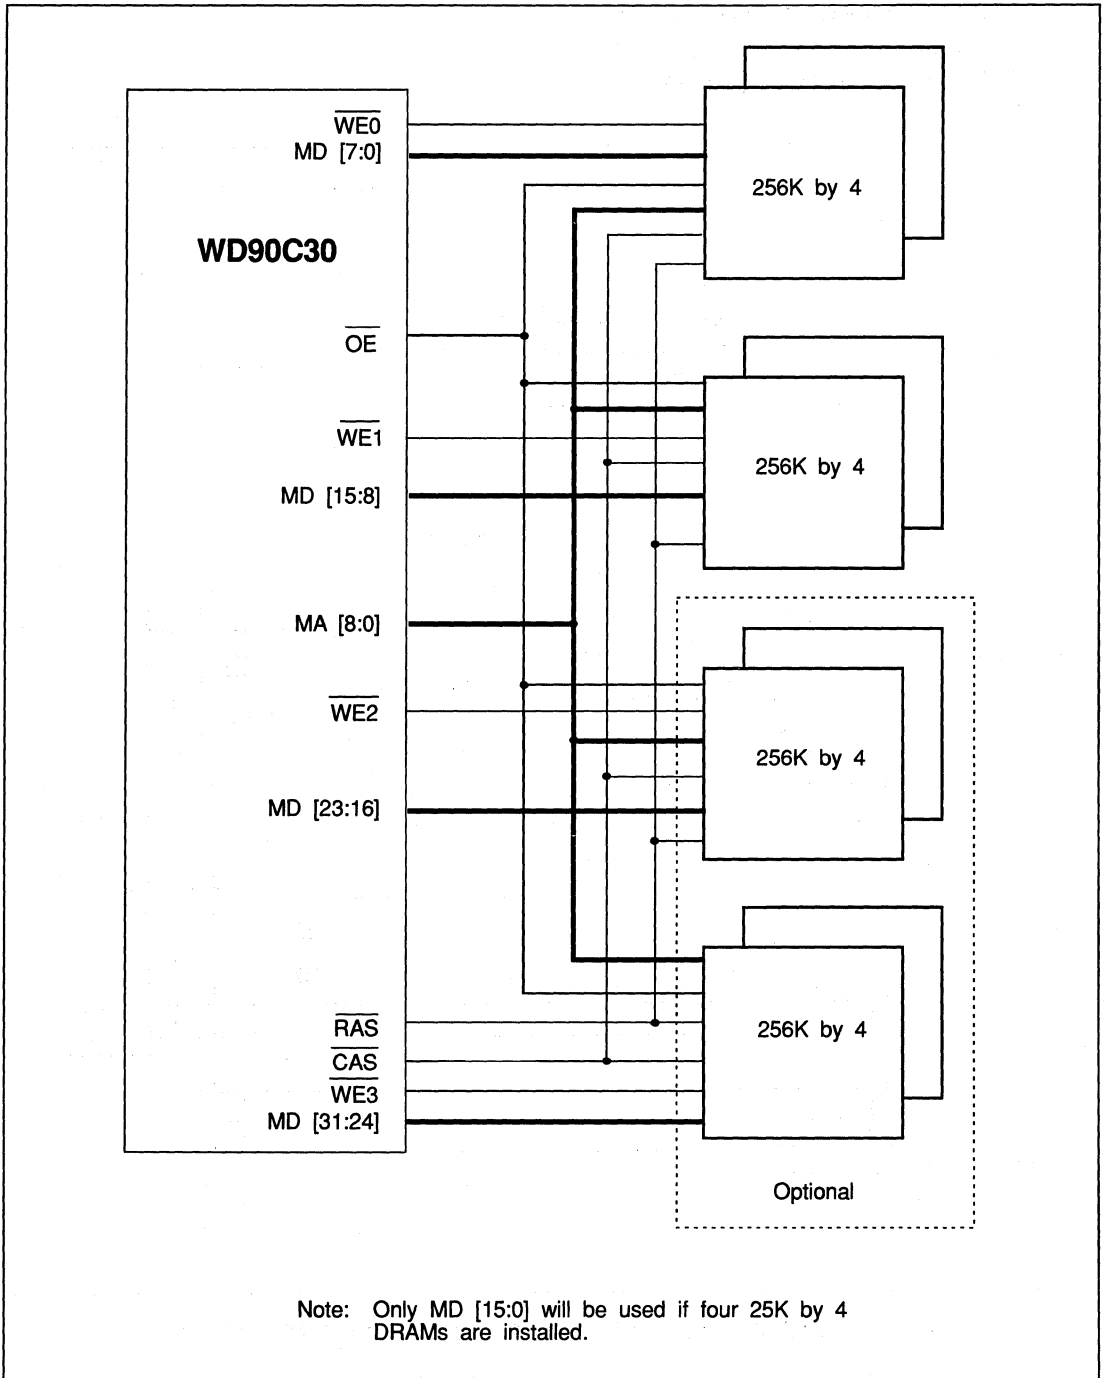 WE0
MD [7:0]
256K by 4
WD90C30
OE
WE1
256K by 4
MD [15:8]
MA [8:0]
WE2
256K by 4
MD [23:16]
RAS
256K by 4
CAS
WE3
MD [31:24]
Optional
Note: Only MD [15:0] will be used if four 25K by 4
DRAMs are installed.